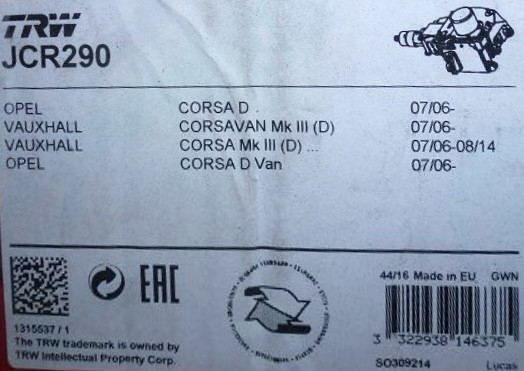 TRW
JCR290
OPEL CORSA D . 07/06-
VAUXHALL CORSAVAN Mk III (D) 07/06-
VAUXHALL CORSA Mk III (D) ... 07/06-08/14
OPEL CORSA D Van 07/06-
EAC
44/16 Made in EU GWN
1315537 / 1
The TRW trademark is owned by
TRW Intellectual Property Corp.
3 322938 146375
SO309214 Lucas